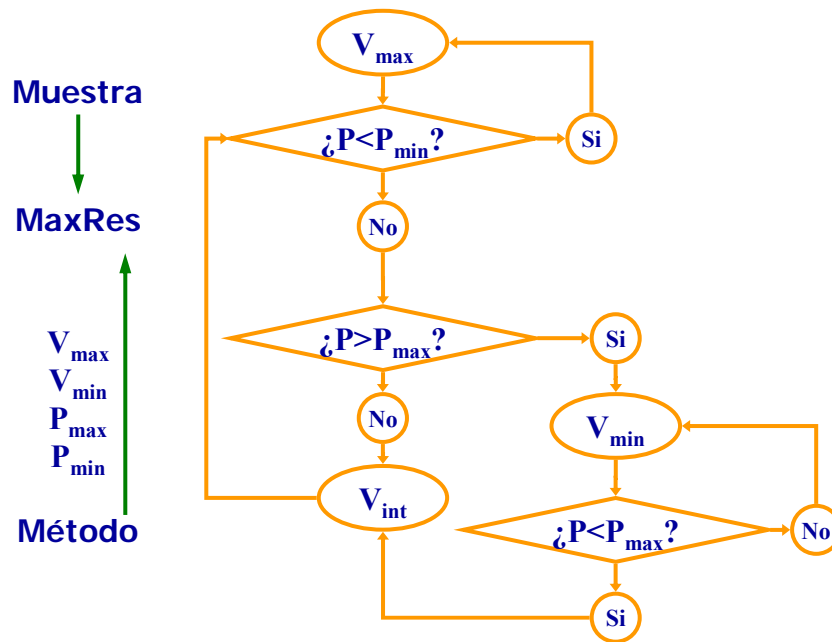 Muestra
MaxRes
Vmax
Vmin
Pmax
Pmin
Método
Vmax
¿P<Pmin?
Si
No
¿P>Pmax?
Si
No
Vmin
Vint
¿P<Pmax?
No
Si